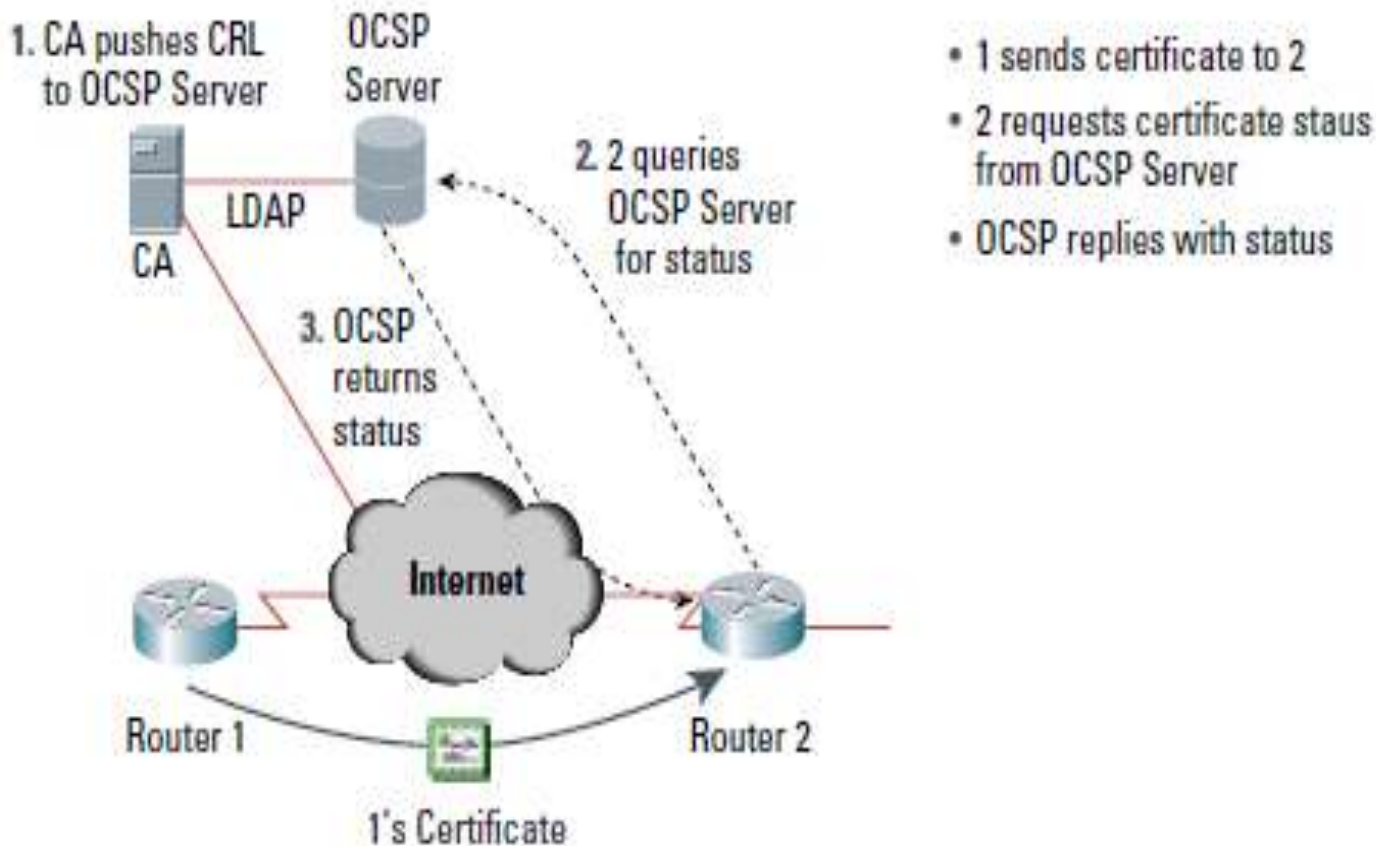 1. CA pushes CRL
to OCSP Server
OCSP
Server
LDAP
CA
2. 2 queries
OCSP Server
for status
3. OCSP
returns
status
Internet
Router 1
Router 2
1's Certificate
• 1 sends certificate to 2
• 2 requests certificate staus
from OCSP Server
• OCSP replies with status